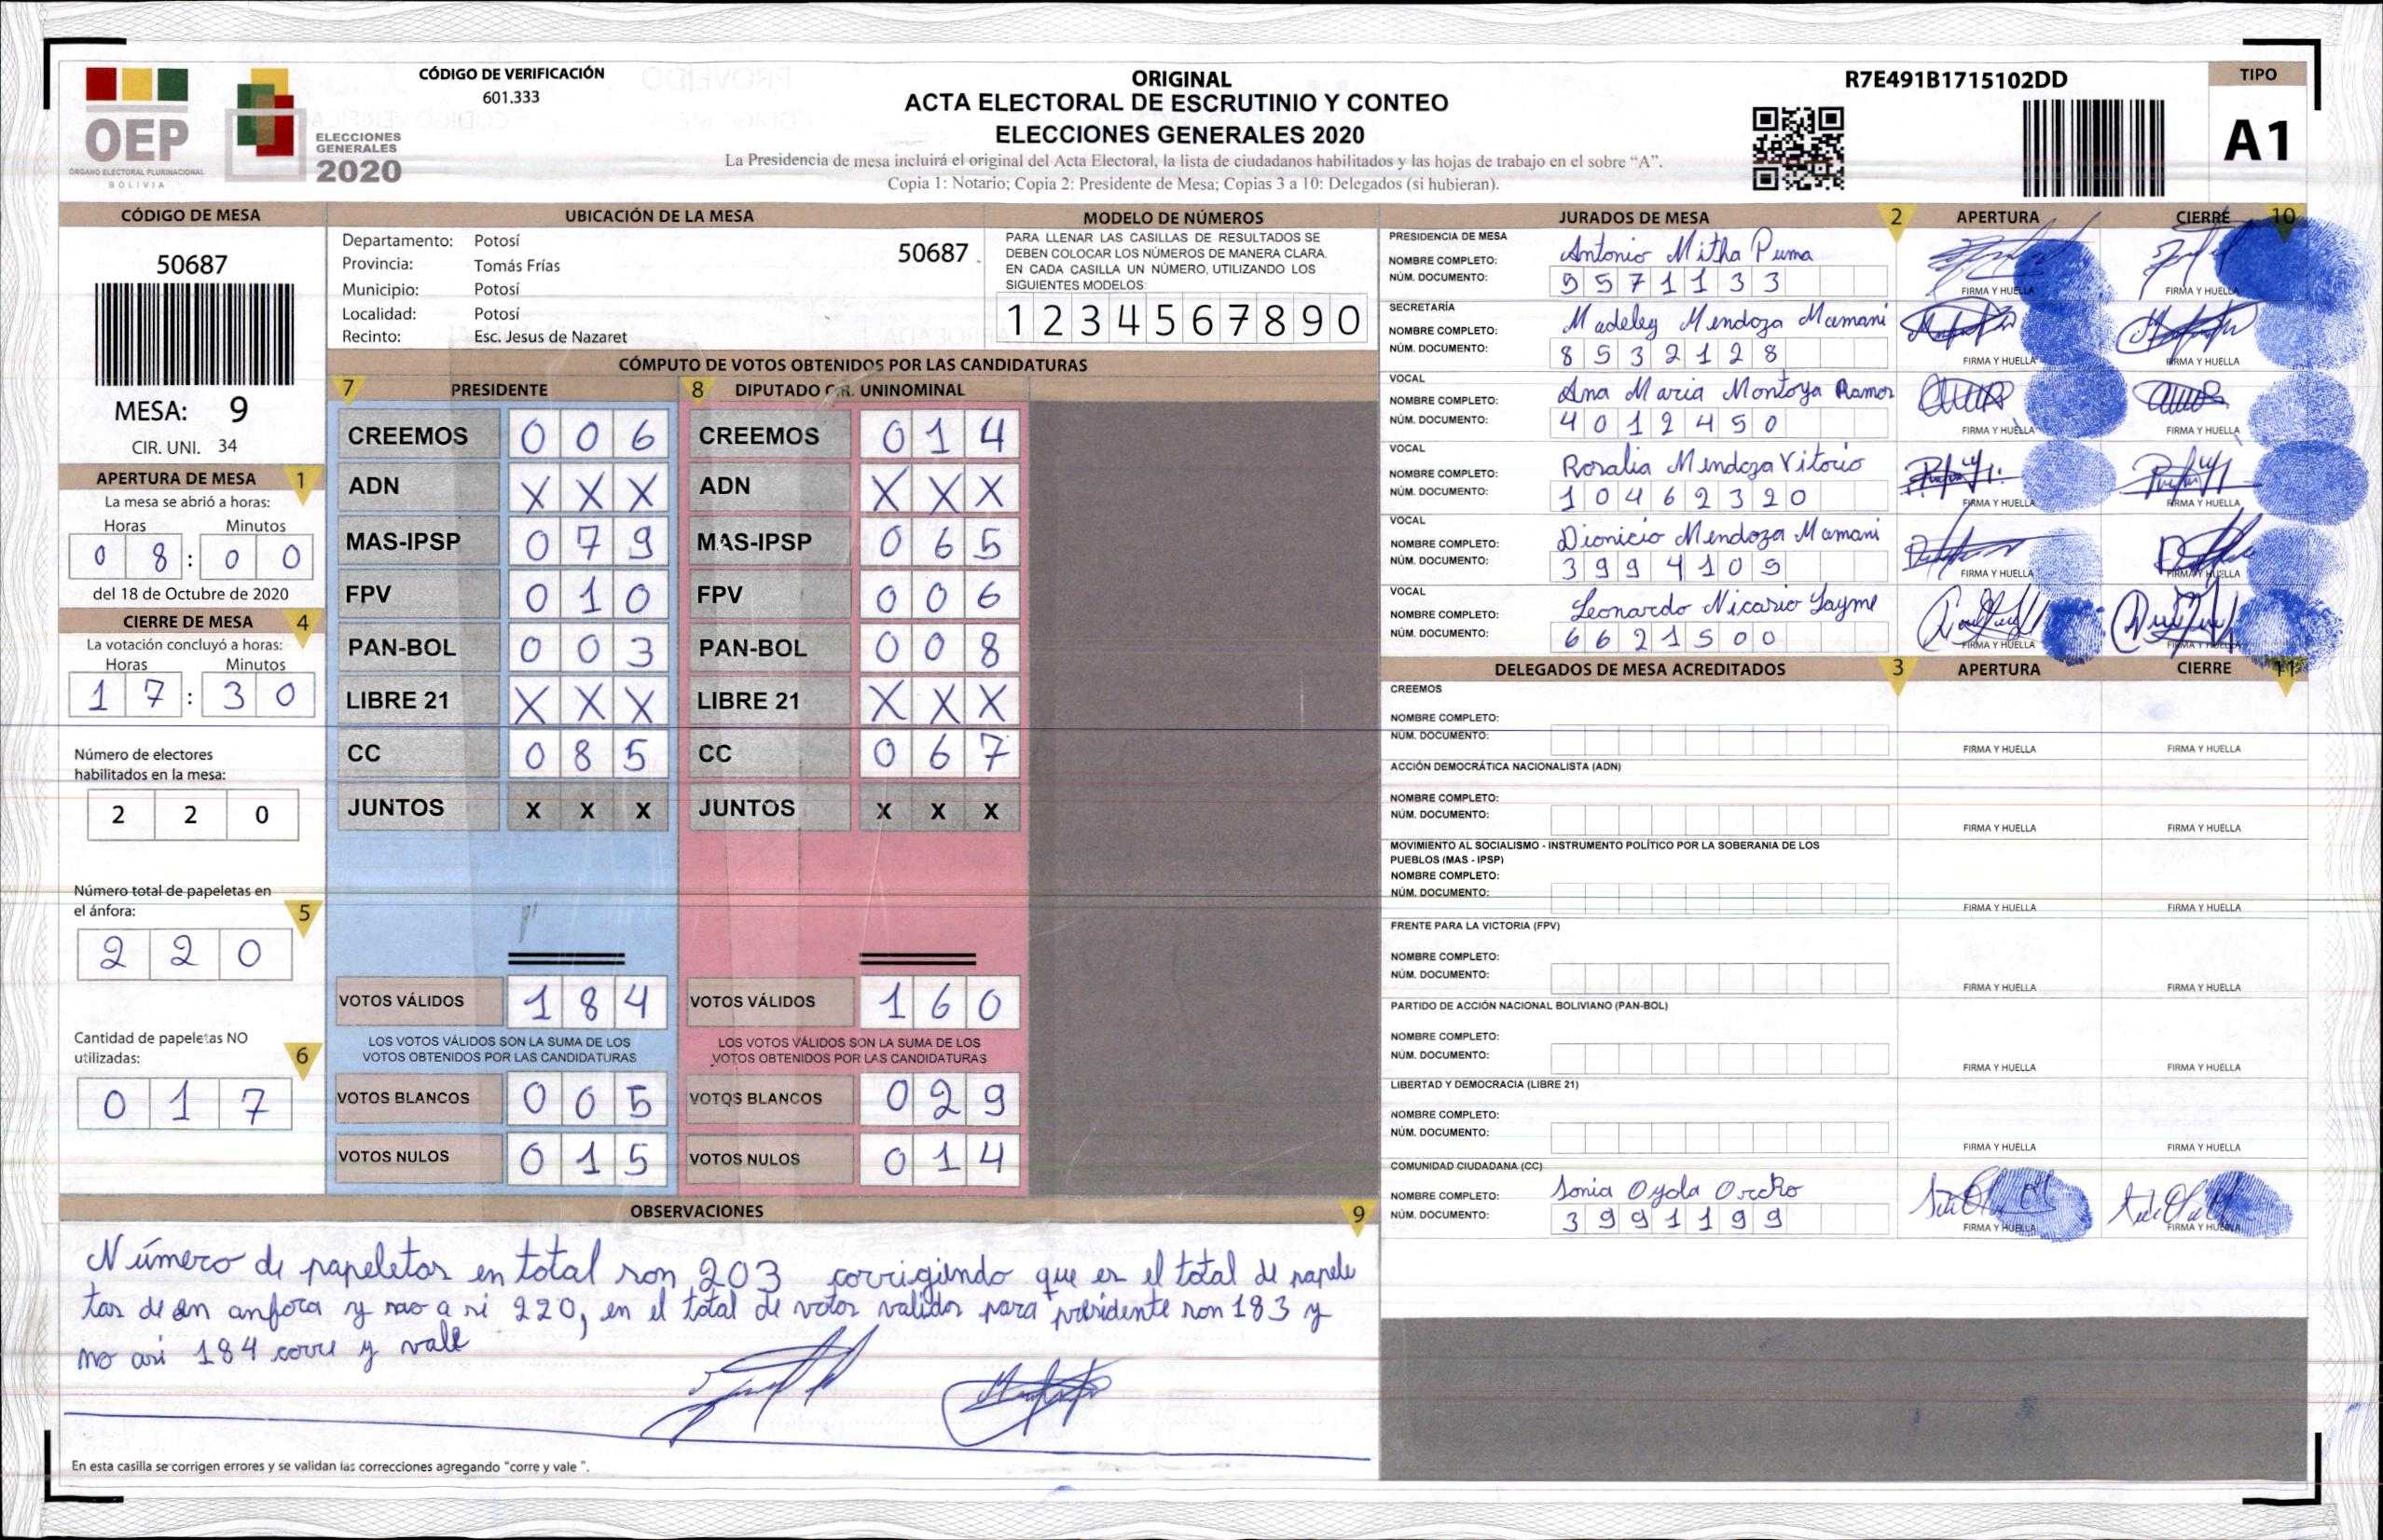 OEP
ÓRGANO ELECTORAL PLURINACIONAL
BOLIVIA
ELECCIONES
GENERALES
2020
CÓDIGO DE VERIFICACIÓN
601.333
ORIGINAL
ACTA ELECTORAL DE ESCRUTINIO Y CONTEO
ELECCIONES GENERALES 2020
La Presidencia de mesa incluirá el original del Acta Electoral, la lista de ciudadanos habilitados y las hojas de trabajo en el sobre “A”.
Copia 1: Notario; Copia 2: Presidente de Mesa; Copias 3 a 10: Delegados (si hubieran).
R7E491B1715102DD
TIPO
A1
CÓDIGO DE MESA
50687
MESA: 9
CIR. UNI. 34
APERTURA DE MESA 1
La mesa se abrió a horas:
Horas Minutos
0 8 : 0 0
del 18 de Octubre de 2020
CIERRE DE MESA 4
La votación concluyó a horas:
Horas Minutos
1 7 : 3 0
Número de electores
habilitados en la mesa:
2 2 0
Número total de papeletas en
el ánfora: 5
2 2 0
Cantidad de papeletas NO
utilizadas: 6
0 1 7
UBICACIÓN DE LA MESA
Departamento: Potosí 50687
Provincia: Tomás Frías
Municipio: Potosí
Localidad: Potosí
Recinto: Esc. Jesus de Nazaret
MODELO DE NÚMEROS
PARA LLENAR LAS CASILLAS DE RESULTADOS SE
DEBEN COLOCAR LOS NÚMEROS DE MANERA CLARA.
EN CADA CASILLA UN NÚMERO, UTILIZANDO LOS
SIGUIENTES MODELOS:
1 2 3 4 5 6 7 8 9 0
CÓMPUTO DE VOTOS OBTENIDOS POR LAS CANDIDATURAS
7 PRESIDENTE 8 DIPUTADO CIR. UNINOMINAL
CREEMOS 0 0 6 CREEMOS 0 1 4
ADN X X X ADN X X X
MAS-IPSP 0 7 9 MAS-IPSP 0 6 5
FPV 0 1 0 FPV 0 0 6
PAN-BOL 0 0 3 PAN-BOL 0 0 8
LIBRE 21 X X X LIBRE 21 X X X
CC 0 8 5 CC 0 6 7
JUNTOS X X X JUNTOS X X X
VOTOS VÁLIDOS 1 8 4 VOTOS VÁLIDOS 1 6 0
LOS VOTOS VÁLIDOS SON LA SUMA DE LOS LOS VOTOS VÁLIDOS SON LA SUMA DE LOS
VOTOS OBTENIDOS POR LAS CANDIDATURAS VOTOS OBTENIDOS POR LAS CANDIDATURAS
VOTOS BLANCOS 0 0 5 VOTOS BLANCOS 0 2 9
VOTOS NULOS 0 1 5 VOTOS NULOS 0 1 4
OBSERVACIONES 9
Número de papeletas en total son 203 corrigiendo que es el total de papele
tas de en anfora y no a si 220, en el total de votos validos para presidente son 183 y
no asi 184 corre y vale
En esta casilla se corrigen errores y se validan las correcciones agregando "corre y vale ".
JURADOS DE MESA 2 APERTURA CIERRE 10
PRESIDENCIA DE MESA
NOMBRE COMPLETO: Antonio Mitha Puma
NÚM. DOCUMENTO: 5 5 7 1 1 3 3 FIRMA Y HUELLA FIRMA Y HUELLA
SECRETARÍA
NOMBRE COMPLETO: Madeley Mendoza Mamani
NÚM. DOCUMENTO: 8 5 3 2 1 2 8 FIRMA Y HUELLA FIRMA Y HUELLA
VOCAL
NOMBRE COMPLETO: Ana Maria Montoya Ramos
NÚM. DOCUMENTO: 4 0 1 2 4 5 0 FIRMA Y HUELLA FIRMA Y HUELLA
VOCAL
NOMBRE COMPLETO: Rosalia Mendoza Vitorio
NÚM. DOCUMENTO: 1 0 4 6 2 3 2 0 FIRMA Y HUELLA FIRMA Y HUELLA
VOCAL
NOMBRE COMPLETO: Dionicio Mendoza Mamani
NÚM. DOCUMENTO: 3 9 9 4 1 0 9 FIRMA Y HUELLA FIRMA Y HUELLA
VOCAL
NOMBRE COMPLETO: Leonardo Nicasio Jayme
NÚM. DOCUMENTO: 6 6 2 1 5 0 0 FIRMA Y HUELLA FIRMA Y HUELLA
DELEGADOS DE MESA ACREDITADOS 3 APERTURA CIERRE 11
CREEMOS
NOMBRE COMPLETO:
NÚM. DOCUMENTO: FIRMA Y HUELLA FIRMA Y HUELLA
ACCIÓN DEMOCRÁTICA NACIONALISTA (ADN)
NOMBRE COMPLETO:
NÚM. DOCUMENTO: FIRMA Y HUELLA FIRMA Y HUELLA
MOVIMIENTO AL SOCIALISMO - INSTRUMENTO POLÍTICO POR LA SOBERANIA DE LOS
PUEBLOS (MAS - IPSP)
NOMBRE COMPLETO:
NÚM. DOCUMENTO: FIRMA Y HUELLA FIRMA Y HUELLA
FRENTE PARA LA VICTORIA (FPV)
NOMBRE COMPLETO:
NÚM. DOCUMENTO: FIRMA Y HUELLA FIRMA Y HUELLA
PARTIDO DE ACCIÓN NACIONAL BOLIVIANO (PAN-BOL)
NOMBRE COMPLETO:
NÚM. DOCUMENTO: FIRMA Y HUELLA FIRMA Y HUELLA
LIBERTAD Y DEMOCRACIA (LIBRE 21)
NOMBRE COMPLETO:
NÚM. DOCUMENTO: FIRMA Y HUELLA FIRMA Y HUELLA
COMUNIDAD CIUDADANA (CC)
NOMBRE COMPLETO: Sonia Oyola Orcko
NÚM. DOCUMENTO: 3 9 9 1 1 9 9 FIRMA Y HUELLA FIRMA Y HUELLA